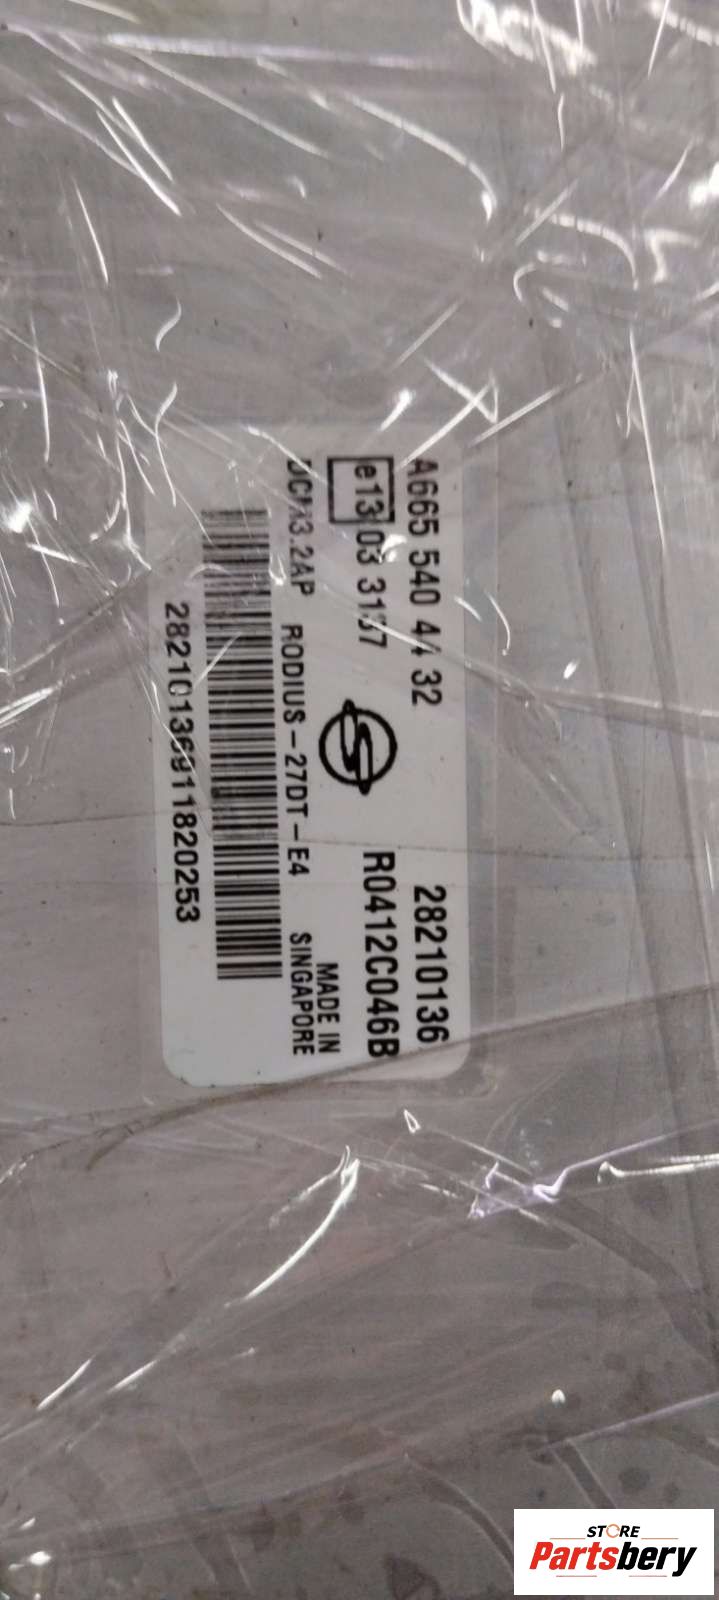 A665 540 44 32
28210136
e13 03 3137
R0412C046B
DCM3.2AP RODIUS-27DT-E4
MADE IN
SINGAPORE
28210136911820253
STORE
Partsbery